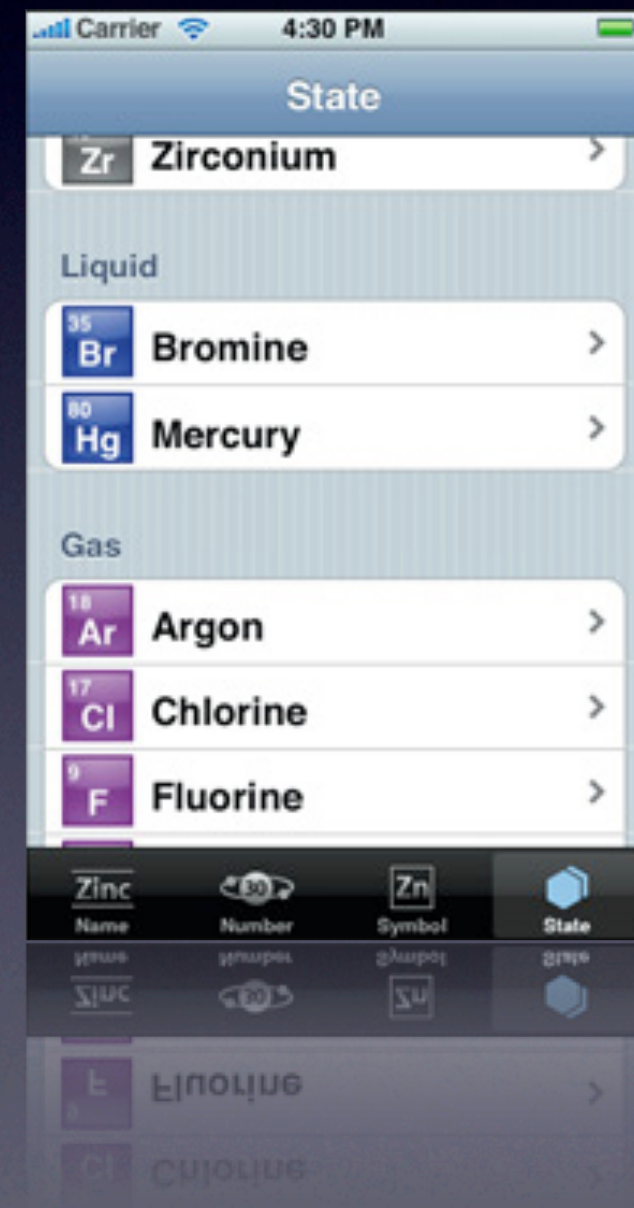 Carrier 4:30 PM
State
Zr Zirconium
Liquid
35
Br Bromine
80
Hg Mercury
Gas
18
Ar Argon
17
Cl Chlorine
9
F Fluorine
Zinc 30 Zn
Name Number Symbol State